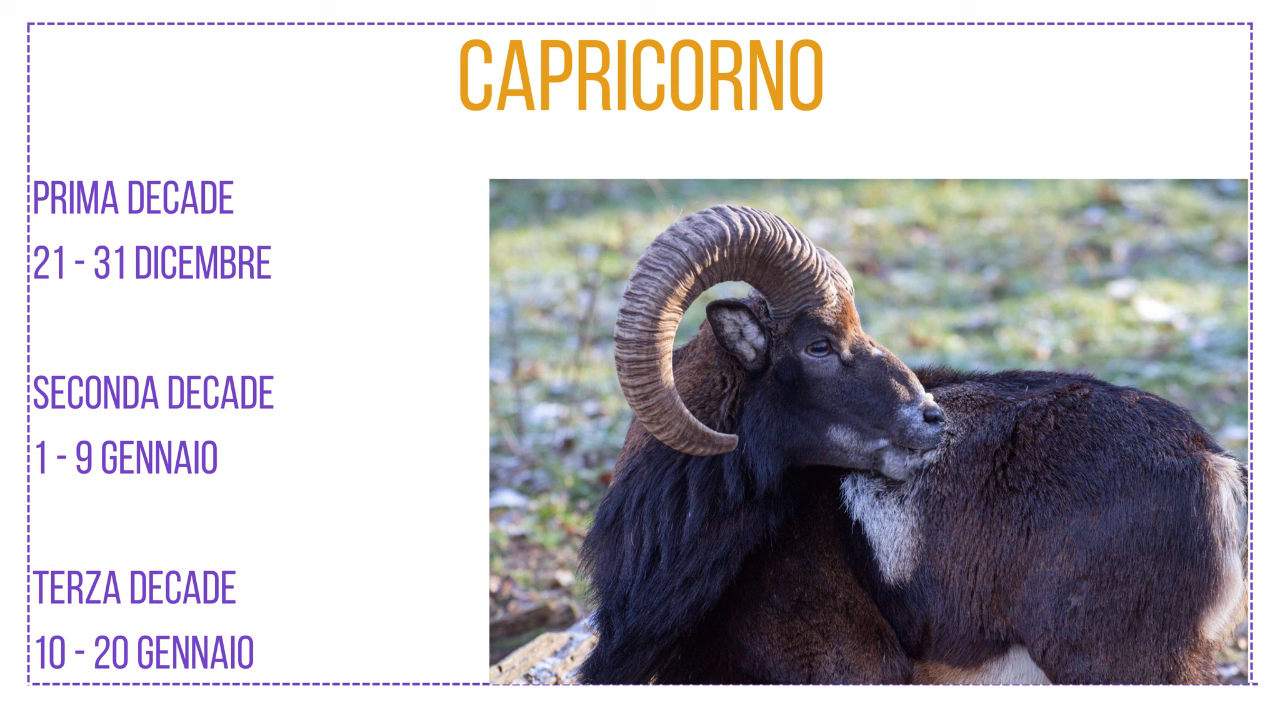 CAPRICORNO
PRIMA DECADE
21 - 31 DICEMBRE
SECONDA DECADE
1 - 9 GENNAIO
TERZA DECADE
10 - 20 GENNAIO